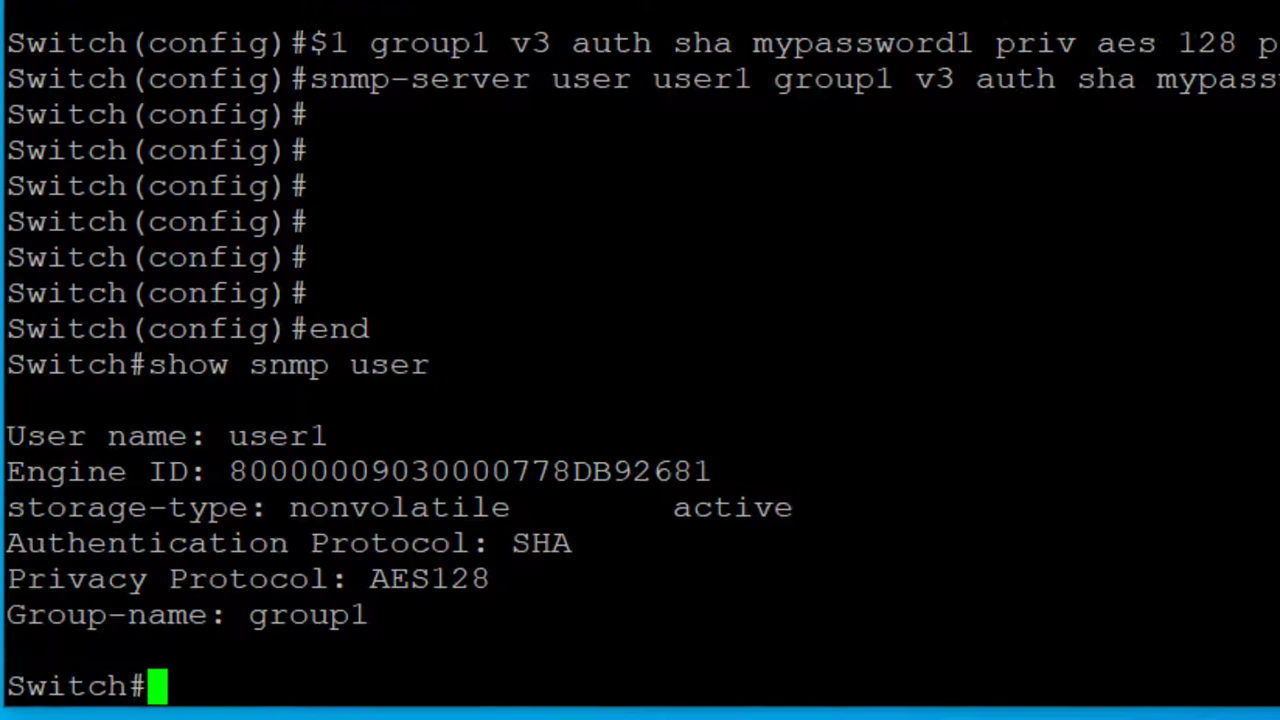 Switch(config)#$1 group1 v3 auth sha mypassword1 priv aes 128 p
Switch(config)#snmp-server user user1 group1 v3 auth sha mypass
Switch(config)#
Switch(config)#
Switch(config)#
Switch(config)#
Switch(config)#
Switch(config)#
Switch(config)#end
Switch#show snmp user
User name: user1
Engine ID: 80000009030000778DB92681
storage-type: nonvolatile active
Authentication Protocol: SHA
Privacy Protocol: AES128
Group-name: group1
Switch#